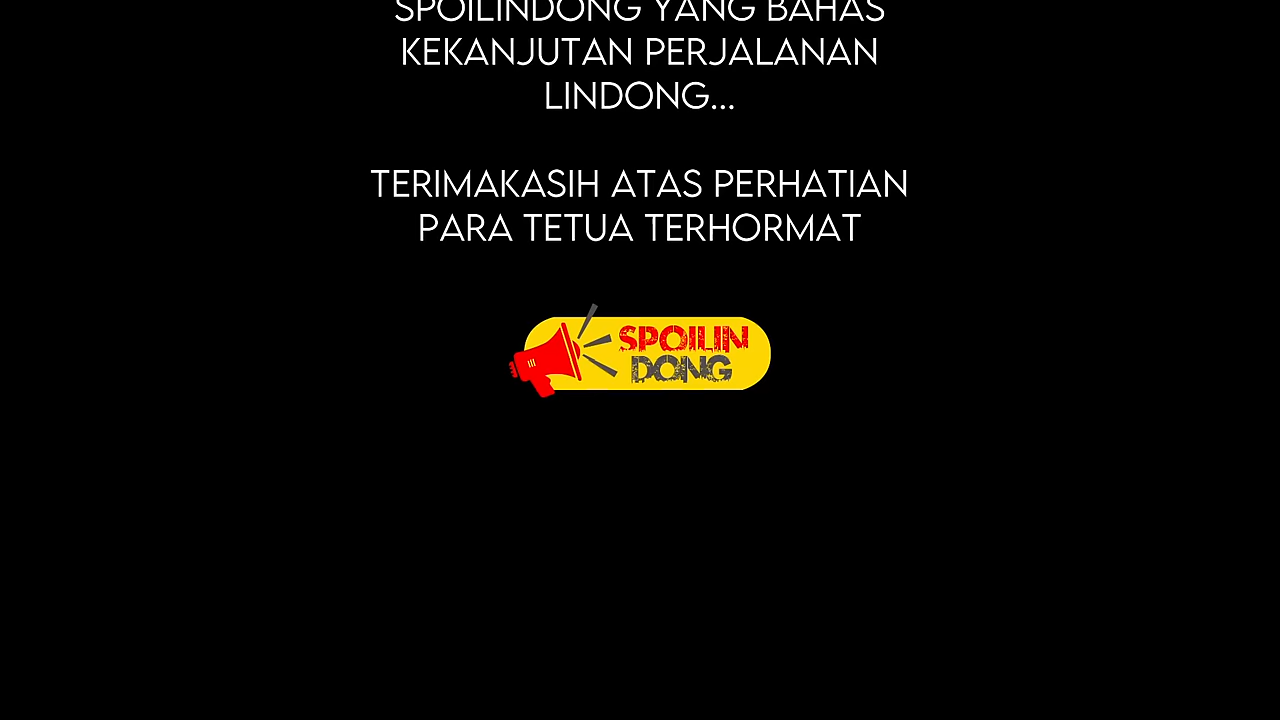 SPOILINDONG YANG BAHAS
KEKANJUTAN PERJALANAN
LINDONG...
TERIMAKASIH ATAS PERHATIAN
PARA TETUA TERHORMAT
SPOILIN
DONG